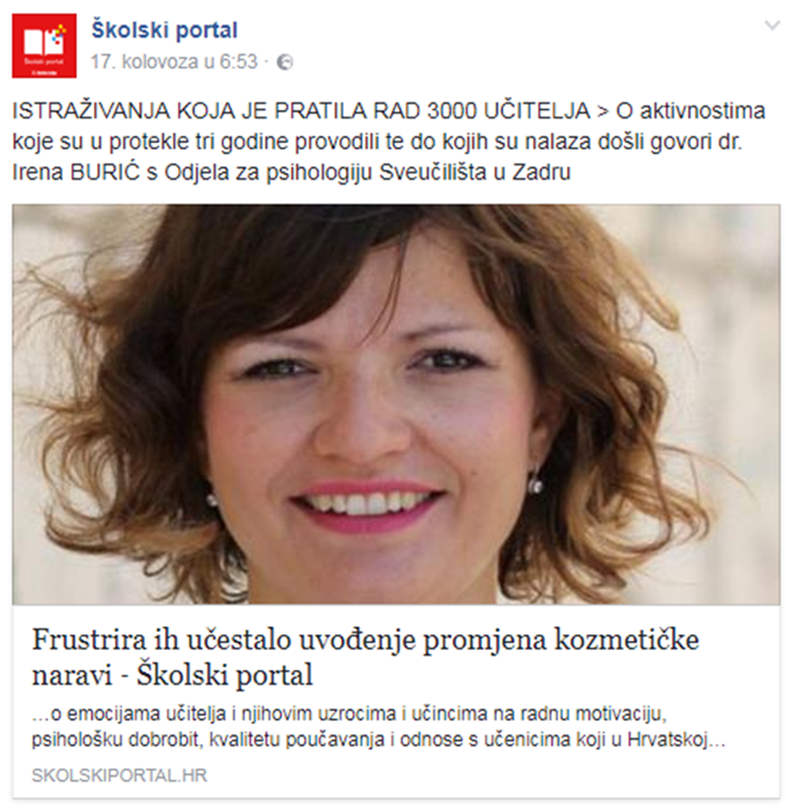 Školski portal
Školski portal
17. kolovoza u 6:53 ·
ISTRAŽIVANJA KOJA JE PRATILA RAD 3000 UČITELJA > O aktivnostima
koje su u protekle tri godine provodili te do kojih su nalaza došli govori dr.
Irena BURIĆ s Odjela za psihologiju Sveučilišta u Zadru
Frustrira ih učestalo uvođenje promjena kozmetičke
naravi - Školski portal
...o emocijama učitelja i njihovim uzrocima i učincima na radnu motivaciju,
psihološku dobrobit, kvalitetu poučavanja i odnose s učenicima koji u Hrvatskoj...
SKOLSKIPORTAL.HR